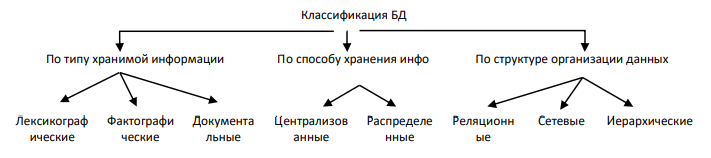 Классификация БД
По типу хранимой информации
По способу хранения инфо
По структуре организации данных
Лексикограф
ические
Фактографи
ческие
Документа
льные
Централизов
анные
Распределе
нные
Реляционн
ые
Сетевые
Иерархические